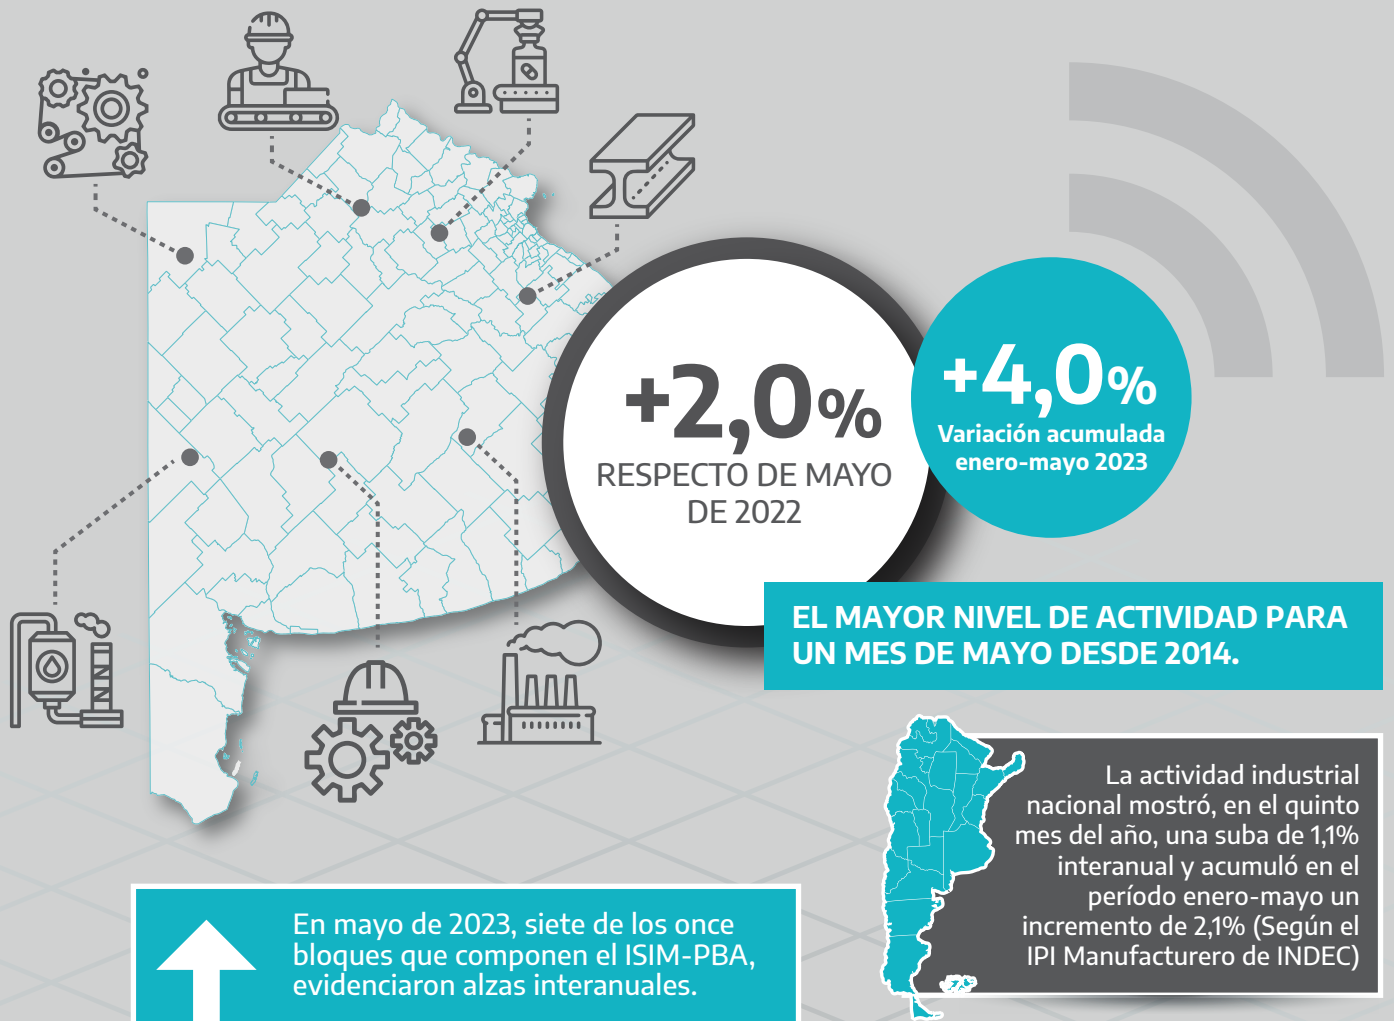 +2,0%
RESPECTO DE MAYO
DE 2022
+4,0%
Variación acumulada
enero-mayo 2023
EL MAYOR NIVEL DE ACTIVIDAD PARA
UN MES DE MAYO DESDE 2014.
La actividad industrial
nacional mostró, en el quinto
mes del año, una suba de 1,1%
interanual y acumuló en el
período enero-mayo un
incremento de 2,1% (Según el
IPI Manufacturero de INDEC)
En mayo de 2023, siete de los once
bloques que componen el ISIM-PBA,
evidenciaron alzas interanuales.